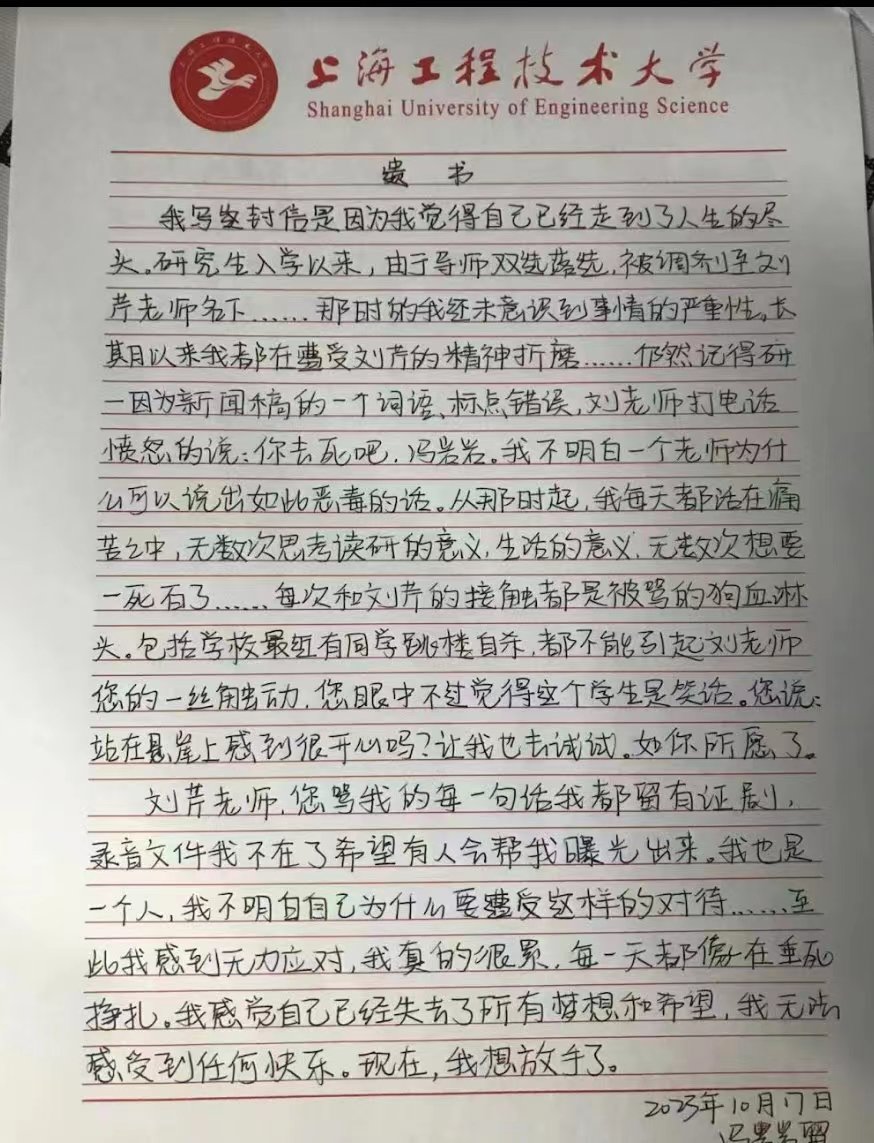 上海工程技术大学
Shanghai University of Engineering Science
遗书
我写这封信是因为我觉得自己已经走到了人生的尽
头。研究生入学以来，由于导师双选落选，被调剂至刘
芹老师名下……那时的我还未意识到事情的严重性。长
期以来我都在遭受刘芹的精神折磨……仍然记得研
一因为新闻稿的一个词语、标点错误，刘老师打电话
愤怒的说：你去死吧，冯岩岩。我不明白一个老师为什
么可以说出如此恶毒的话。从那时起，我每天都活在痛
苦之中，无数次思考读研的意义，生活的意义，无数次想要
一死百了……每次和刘芹的接触都是被骂的狗血淋
头。包括学校最近有同学跳楼自杀，都不能引起刘老师
您的一丝触动，您眼中不过觉得这个学生是笑话。您说：
站在悬崖上感到很开心吗？让我也去试试。如你所愿了。
刘芹老师，您骂我的每一句话我都留有证剧，
录音文件我不在了希望有人会帮我曝光出来。我也是
一个人，我不明白自己为什么要遭受这样的对待……至
此我感到无力应对，我真的很累，每一天都像在垂死
挣扎。我感觉自己已经失去了所有梦想和希望，我无法
感受到任何快乐。现在，我想放手了。
2023年10月17日